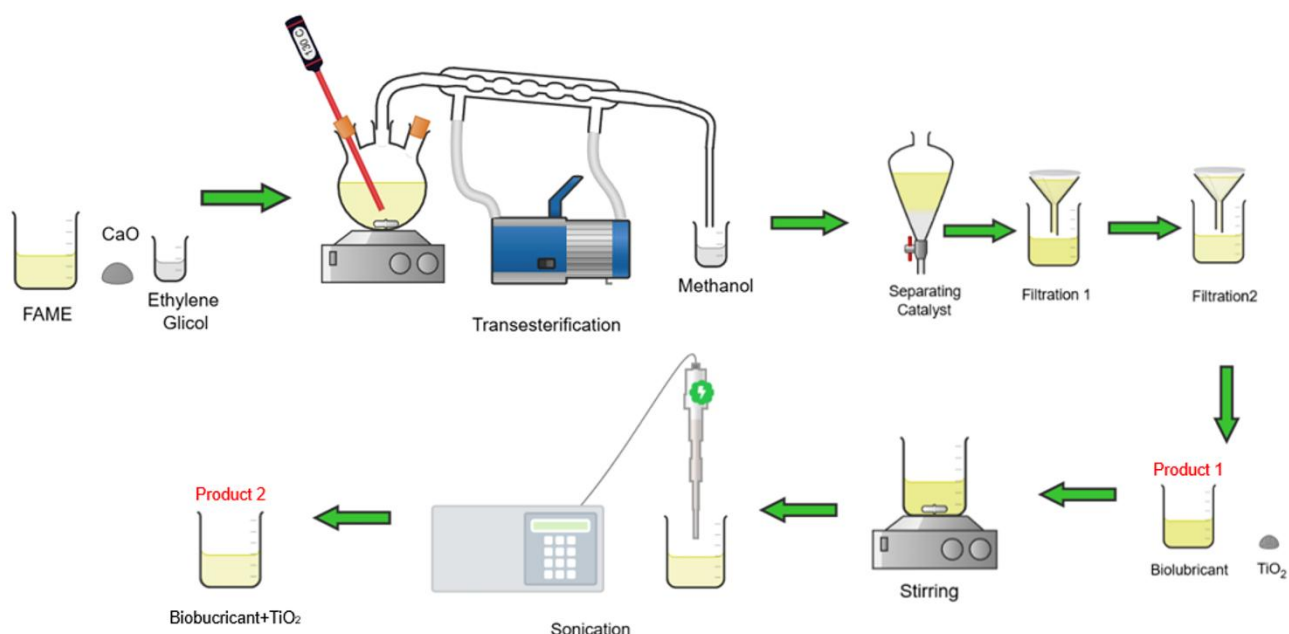 130 C
CaO
FAME
Ethylene
Glicol
Transesterification
Methanol
Separating
Catalyst
Filtration 1
Filtration2
Product 1
Biolubricant
TiO₂
Stirring
Sonication
Product 2
Biobucricant+TiO₂